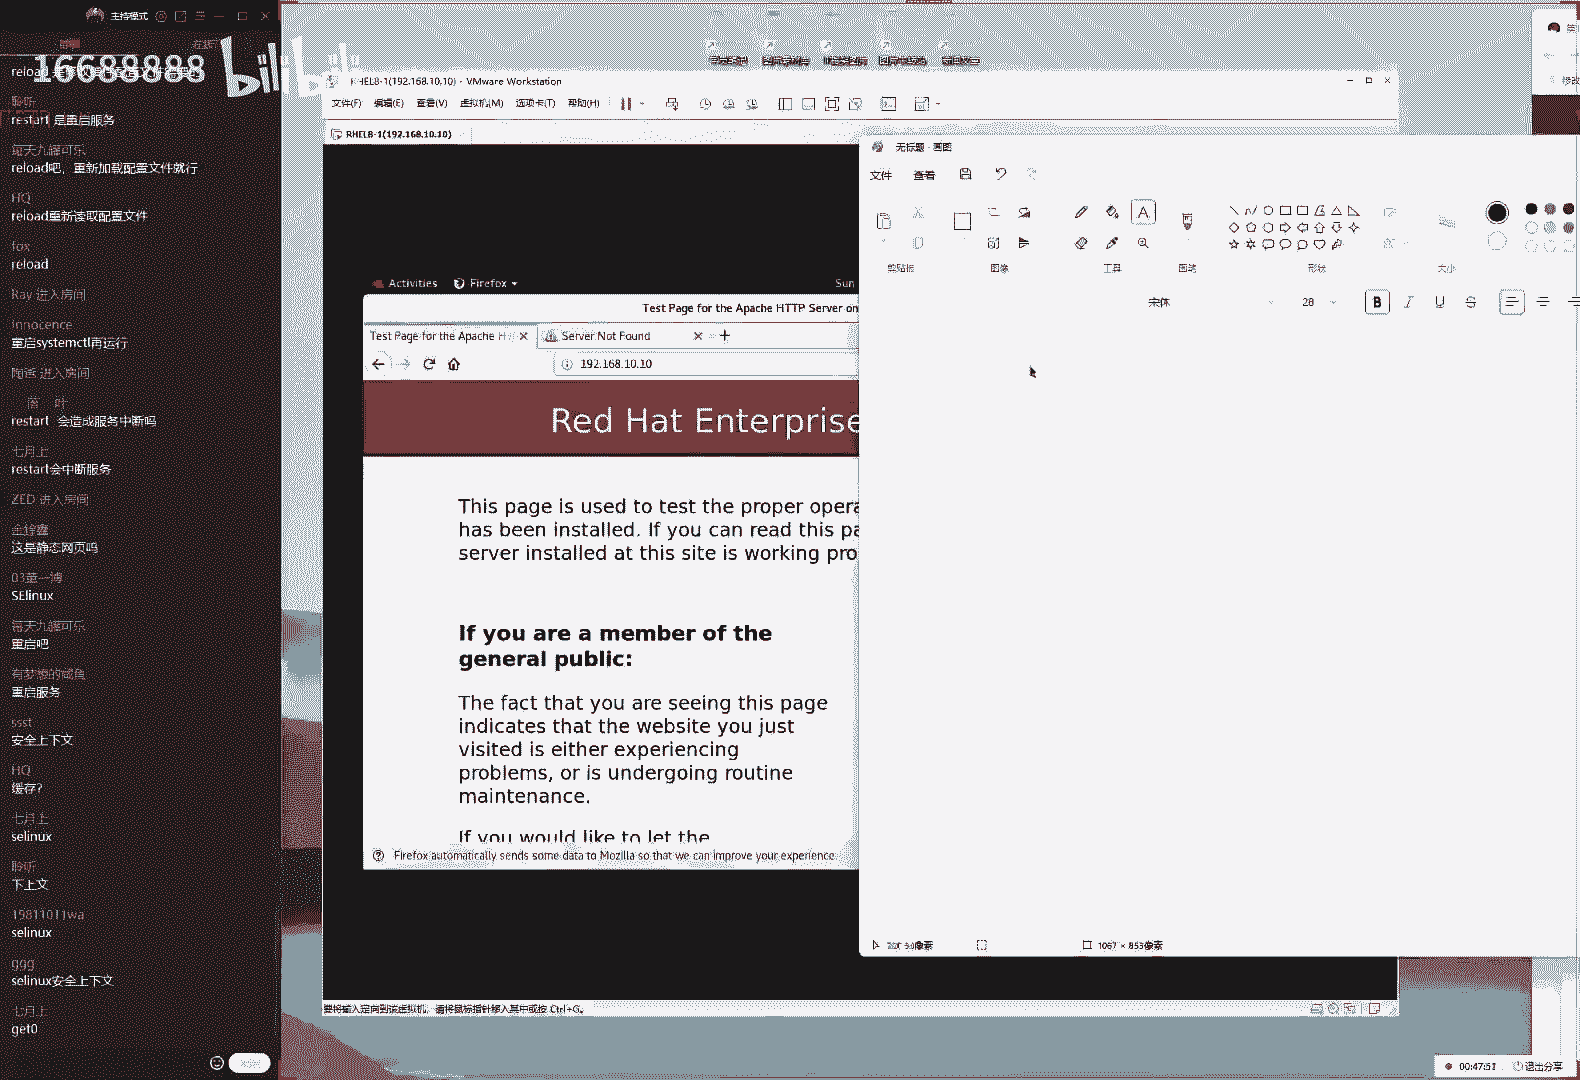 主持模式
16688888 bilibili
聆听
restart 是重启服务
每天九罐可乐
reload吧，重新加载配置文件就行
HQ
reload重新读取配置文件
fox
reload
Ray 进入房间
Innocence
重启systemctl再运行
陶鑫 进入房间
落 叶
restart 会造成服务中断吗
七月上
restart会中断服务
ZED 进入房间
这是静态网页吗
03董一博
SElinux
每天九罐可乐
重启吧
有梦想的咸鱼
重启服务
ssst
安全上下文
HQ
缓存?
七月上
selinux
聆听
下上文
19811011wa
selinux
ggg
selinux安全上下文
七月上
get0
RHEL8-1(192.168.10.10) - VMware Workstation
文件(F) 编辑(E) 查看(V) 虚拟机(M) 选项卡(T) 帮助(H)
RHEL8-1(192.168.10.10)
Activities Firefox Sun
Test Page for the Apache HTTP Server on
Test Page for the Apache H Server Not Found
192.168.10.10
Red Hat Enterprise
This page is used to test the proper opera
has been installed. If you can read this pa
server installed at this site is working pro
If you are a member of the
general public:
The fact that you are seeing this page
indicates that the website you just
visited is either experiencing
problems, or is undergoing routine
maintenance.
If you would like to let the
Firefox automatically sends some data to Mozilla so that we can improve your experience.
要将输入定向到该虚拟机，请将鼠标指针移入其中或按 Ctrl+G。
无标题 - 画图
文件 查看
剪贴板 图像 工具 画笔 形状 大小
宋体 28 B I U S
1067 × 853像素
修改
00:47:51 退出分享